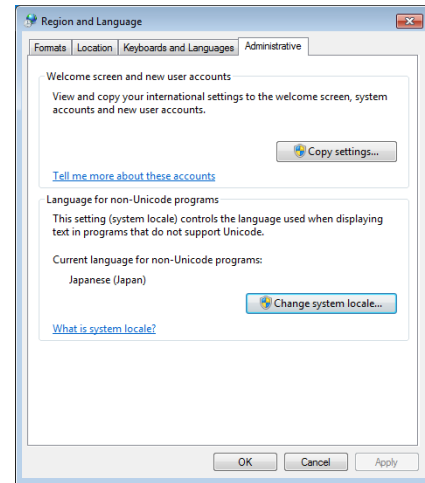 Region and Language
Formats Location Keyboards and Languages Administrative
Welcome screen and new user accounts
View and copy your international settings to the welcome screen, system
accounts and new user accounts.
Copy settings...
Tell me more about these accounts
Language for non-Unicode programs
This setting (system locale) controls the language used when displaying
text in programs that do not support Unicode.
Current language for non-Unicode programs:
Japanese (Japan)
Change system locale...
What is system locale?
OK Cancel Apply